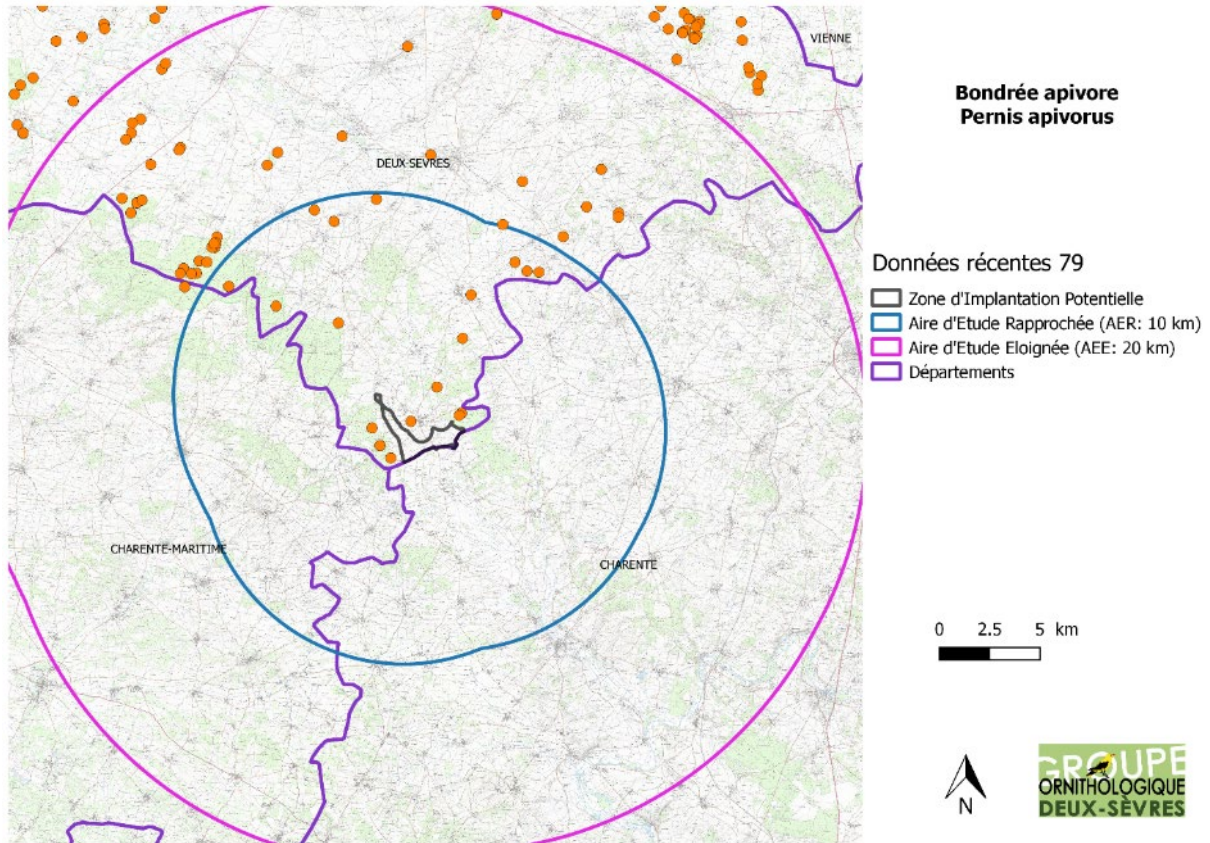 VIENNE
DEUX-SÈVRES
CHARENTE-MARITIME
CHARENTE
Bondrée apivore
Pernis apivorus
Données récentes 79
Zone d'Implantation Potentielle
Aire d'Etude Rapprochée (AER: 10 km)
Aire d'Etude Eloignée (AEE: 20 km)
Départements
0 2.5 5 km
N
GROUPE
ORNITHOLOGIQUE
DEUX-SÈVRES